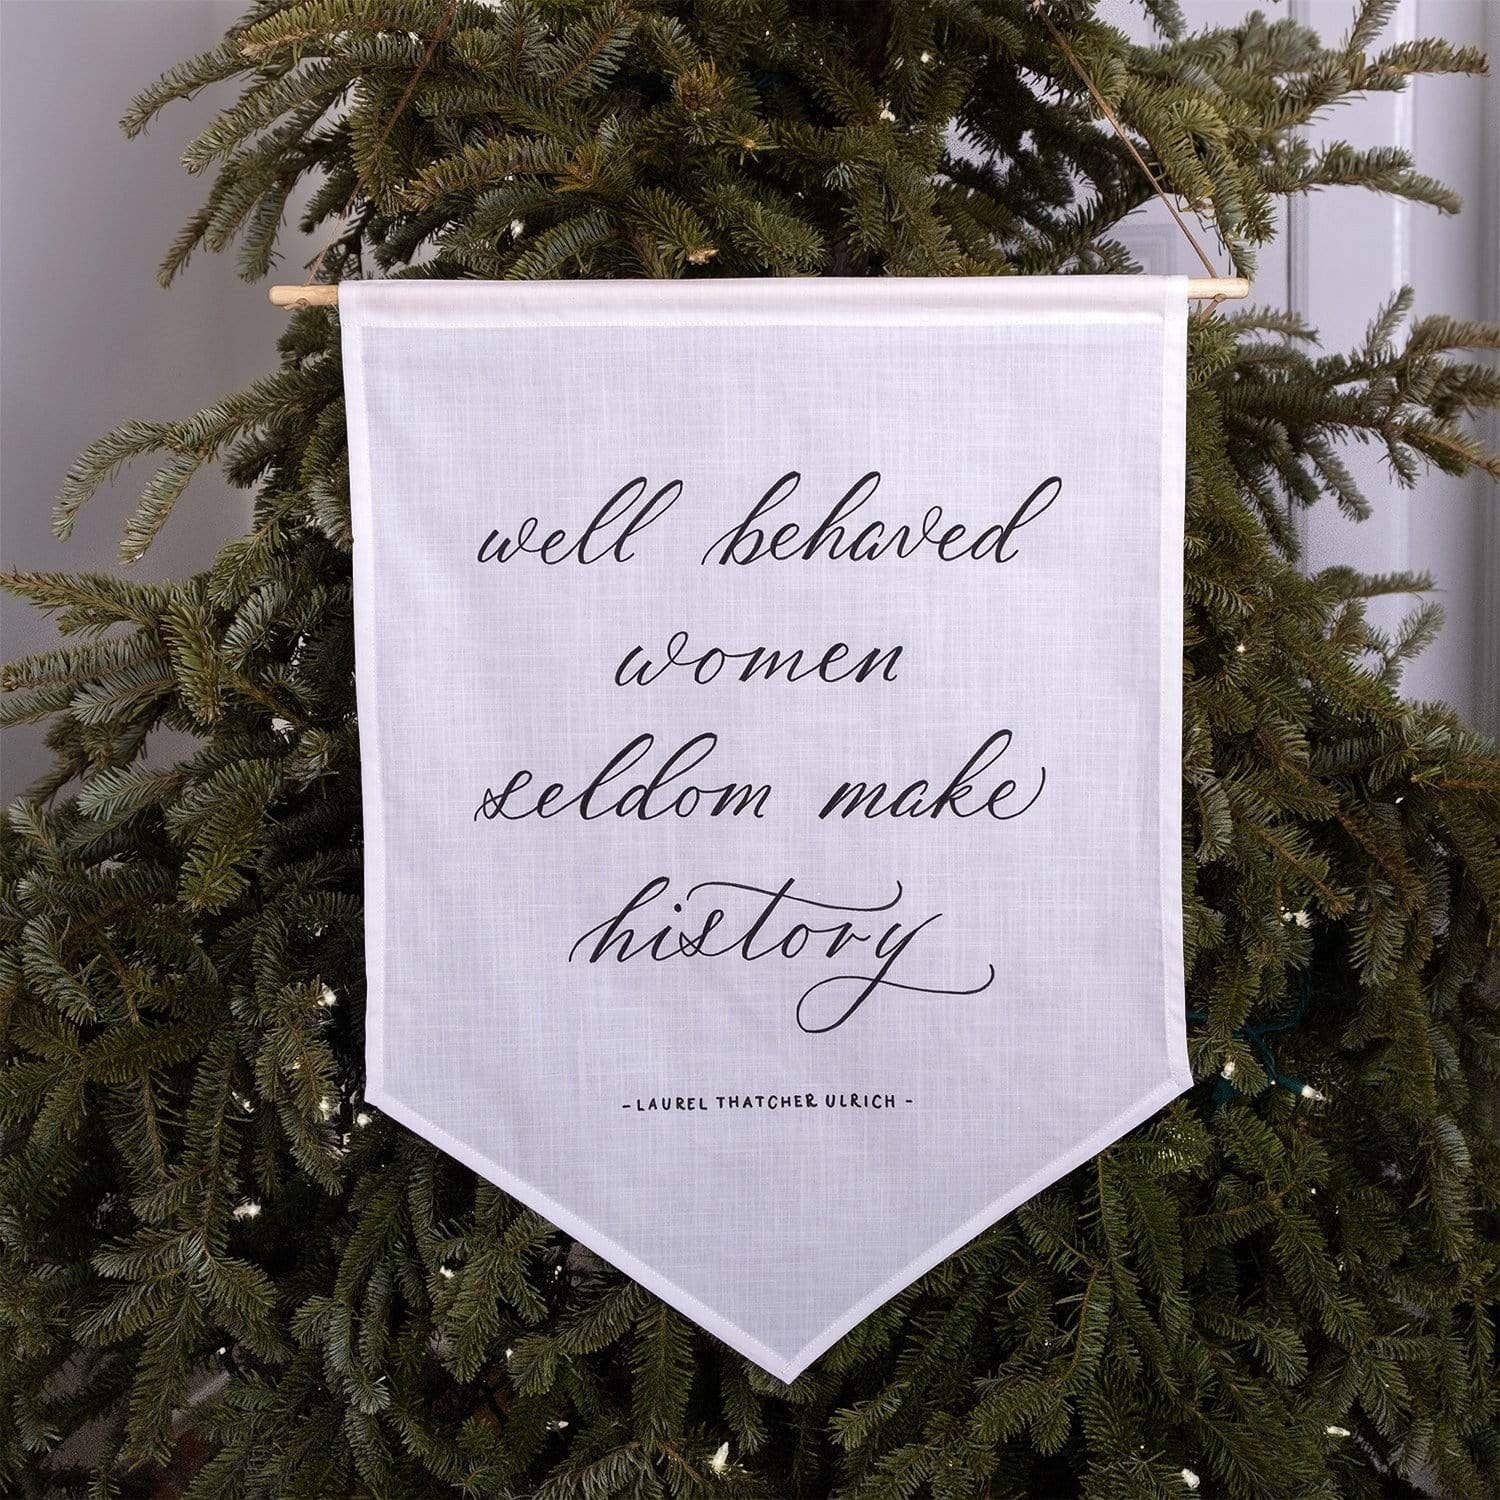 well behaved
women
seldom make
history
- LAUREL THATCHER ULRICH -